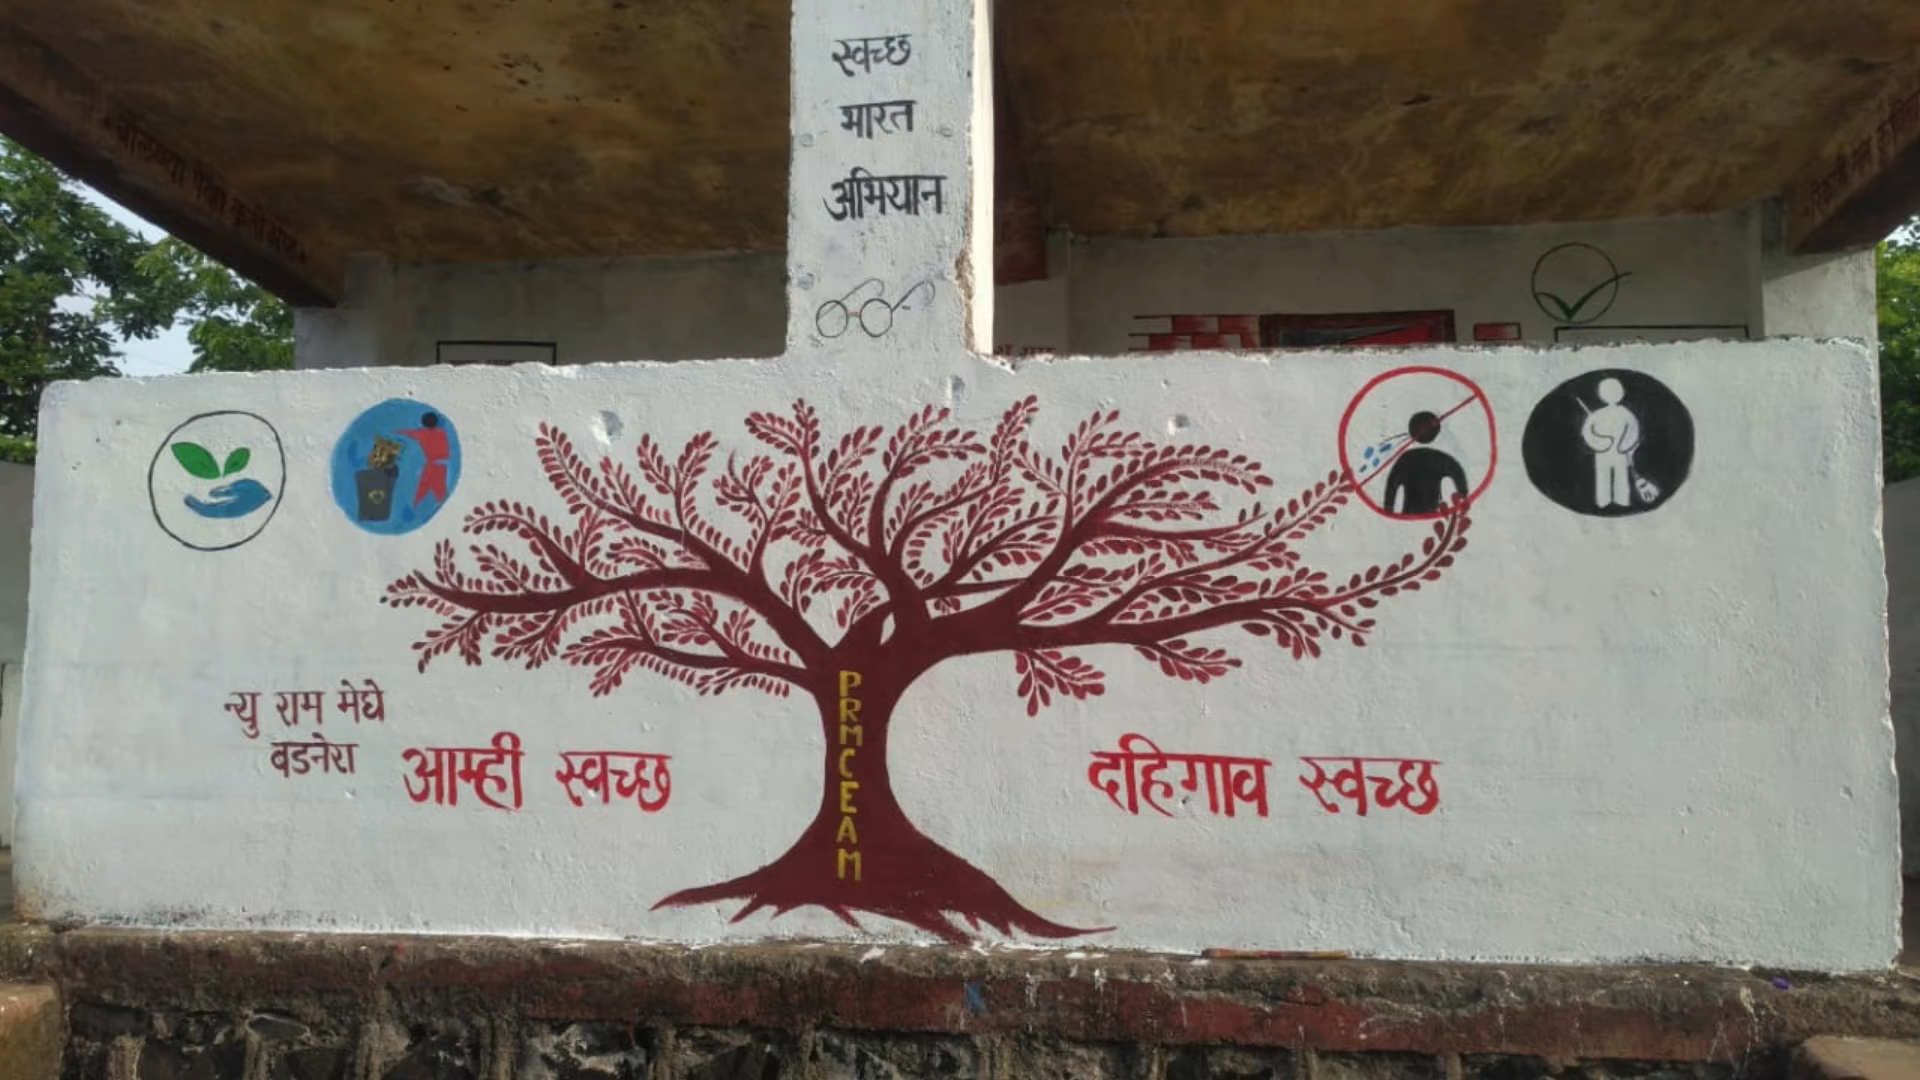 स्वच्छ
भारत
अभियान
PRMCEAM
न्यु राम मेघे
बडनेरा
आम्ही स्वच्छ
दहिगाव स्वच्छ